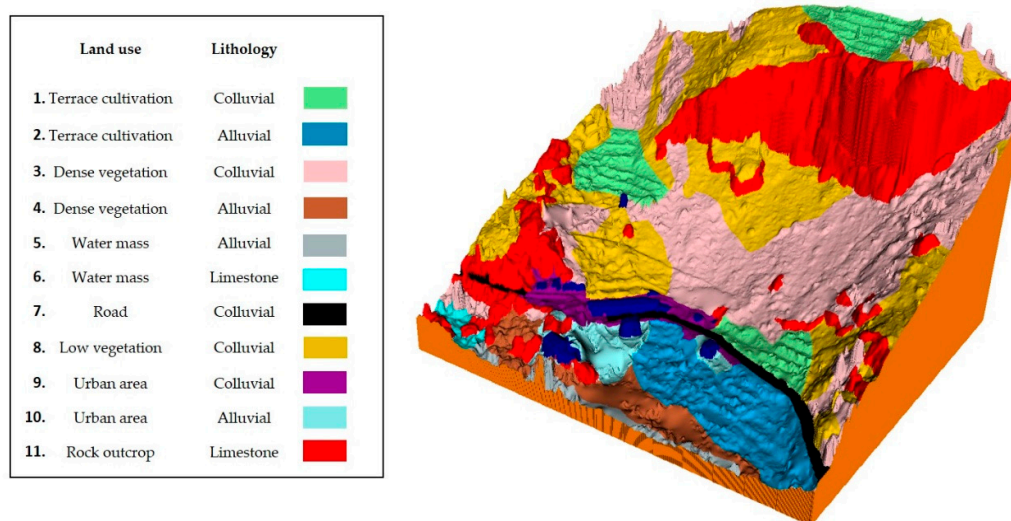 Land use Lithology
1. Terrace cultivation Colluvial
2. Terrace cultivation Alluvial
3. Dense vegetation Colluvial
4. Dense vegetation Alluvial
5. Water mass Alluvial
6. Water mass Limestone
7. Road Colluvial
8. Low vegetation Colluvial
9. Urban area Colluvial
10. Urban area Alluvial
11. Rock outcrop Limestone